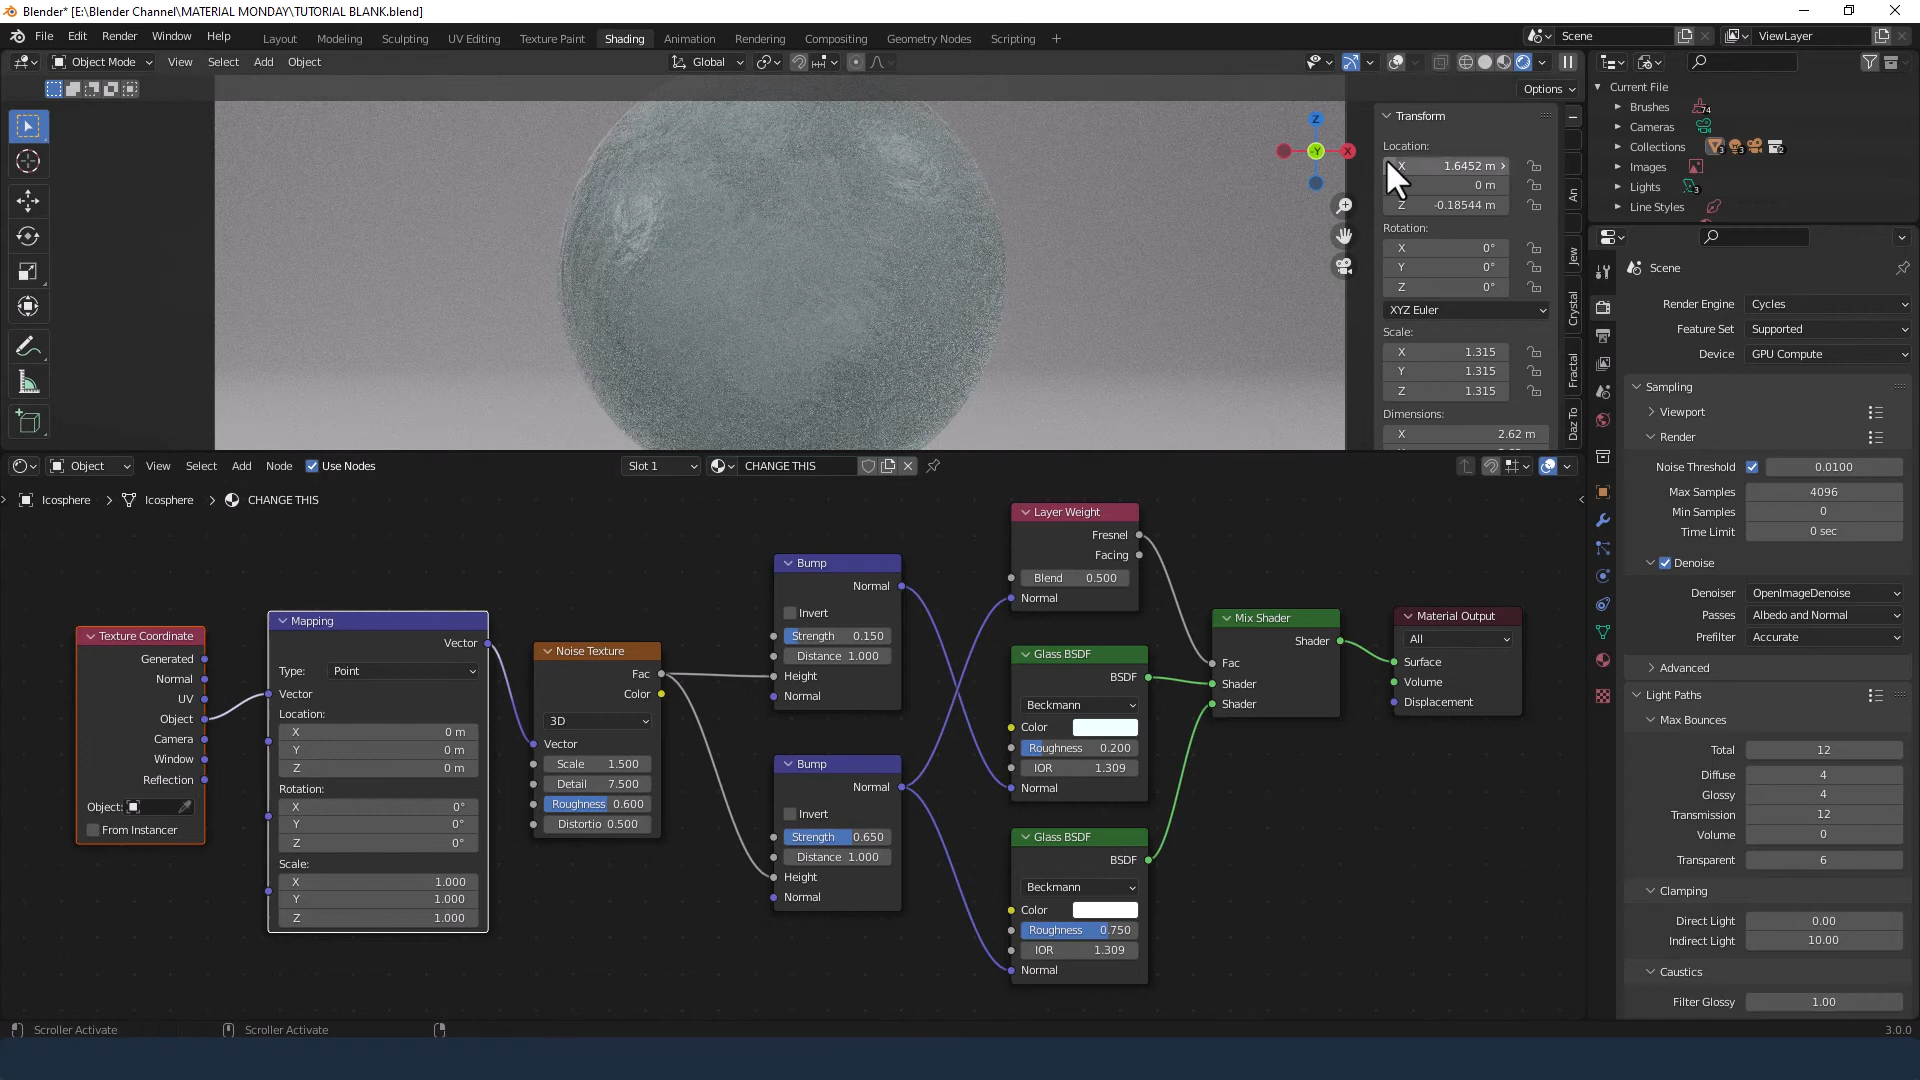 Blender* [E:\Blender Channel\MATERIAL MONDAY\TUTORIAL BLANK.blend]
File Edit Render Window Help Layout Modeling Sculpting UV Editing Texture Paint Shading Animation Rendering Compositing Geometry Nodes Scripting + Scene ViewLayer
Object Mode View Select Add Object Global
Options
Transform
Location:
X 1.6452 m
0 m
Z -0.18544 m
Rotation:
X 0°
Y 0°
Z 0°
XYZ Euler
Scale:
X 1.315
Y 1.315
Z 1.315
Dimensions:
X 2.62 m
Z
-Y
X
An
Jew
Crystal
Fractal
Daz To
Current File
Brushes 74
Cameras
Collections 3 3 2
Images
Lights 3
Line Styles
Scene
Render Engine Cycles
Feature Set Supported
Device GPU Compute
Sampling
Viewport
Render
Noise Threshold 0.0100
Max Samples 4096
Min Samples 0
Time Limit 0 sec
Denoise
Denoiser OpenImageDenoise
Passes Albedo and Normal
Prefilter Accurate
Advanced
Light Paths
Max Bounces
Total 12
Diffuse 4
Glossy 4
Transmission 12
Volume 0
Transparent 6
Clamping
Direct Light 0.00
Indirect Light 10.00
Caustics
Filter Glossy 1.00
Object View Select Add Node Use Nodes Slot 1 CHANGE THIS
Icosphere > Icosphere > CHANGE THIS
Texture Coordinate
Generated
Normal
UV
Object
Camera
Window
Reflection
Object:
From Instancer
Mapping
Vector
Type: Point
Vector
Location:
X 0 m
Y 0 m
Z 0 m
Rotation:
X 0°
Y 0°
Z 0°
Scale:
X 1.000
Y 1.000
Z 1.000
Noise Texture
Fac
Color
3D
Vector
Scale 1.500
Detail 7.500
Roughness 0.600
Distortio 0.500
Bump
Normal
Invert
Strength 0.150
Distance 1.000
Height
Normal
Bump
Normal
Invert
Strength 0.650
Distance 1.000
Height
Normal
Layer Weight
Fresnel
Facing
Blend 0.500
Normal
Glass BSDF
BSDF
Beckmann
Color
Roughness 0.200
IOR 1.309
Normal
Glass BSDF
BSDF
Beckmann
Color
Roughness 0.750
IOR 1.309
Normal
Mix Shader
Shader
Fac
Shader
Shader
Material Output
All
Surface
Volume
Displacement
Scroller Activate Scroller Activate 3.0.0